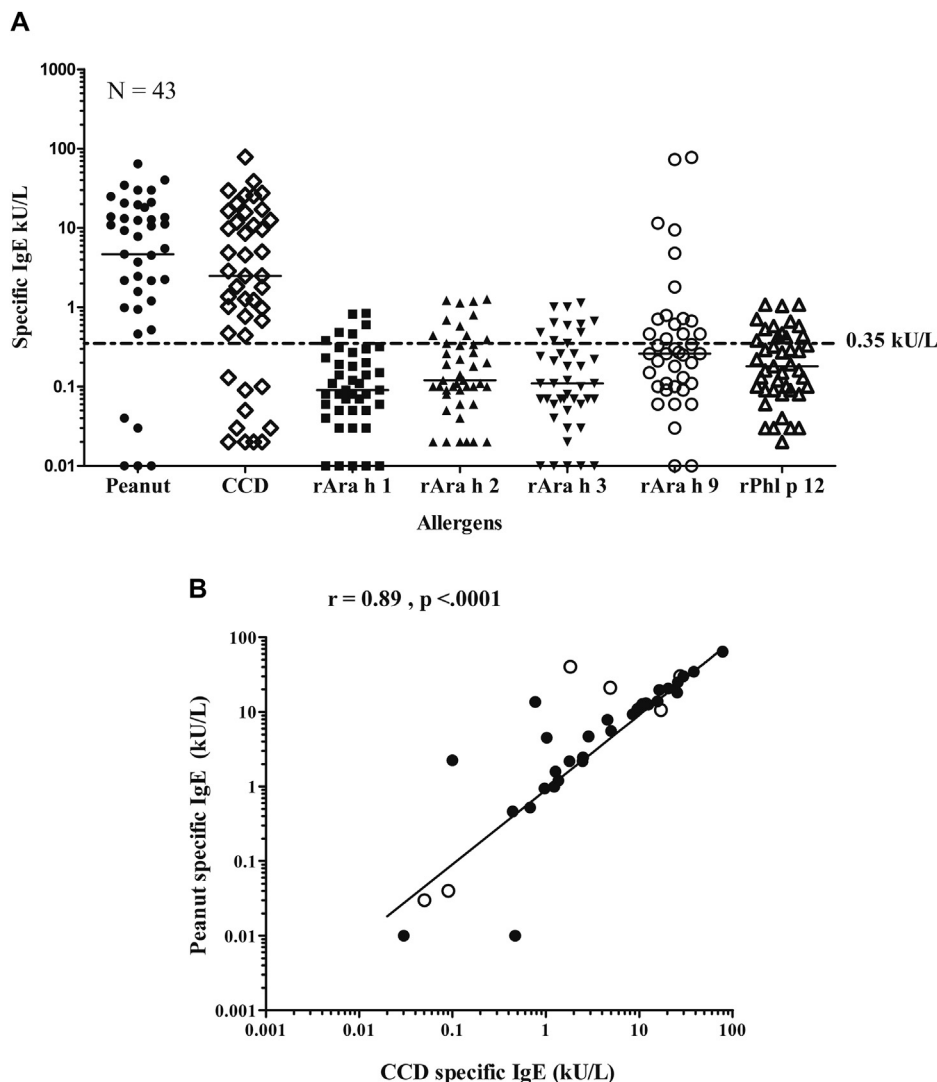 A
1000
100
10
1
0.1
0.01
Specific IgE kU/L
N = 43
0.35 kU/L
Peanut CCD rAra h 1 rAra h 2 rAra h 3 rAra h 9 rPhl p 12
Allergens
B
r = 0.89 , p <.0001
100
10
1
0.1
0.01
0.001
Peanut specific IgE (kU/L)
0.001 0.01 0.1 1 10 100
CCD specific IgE (kU/L)